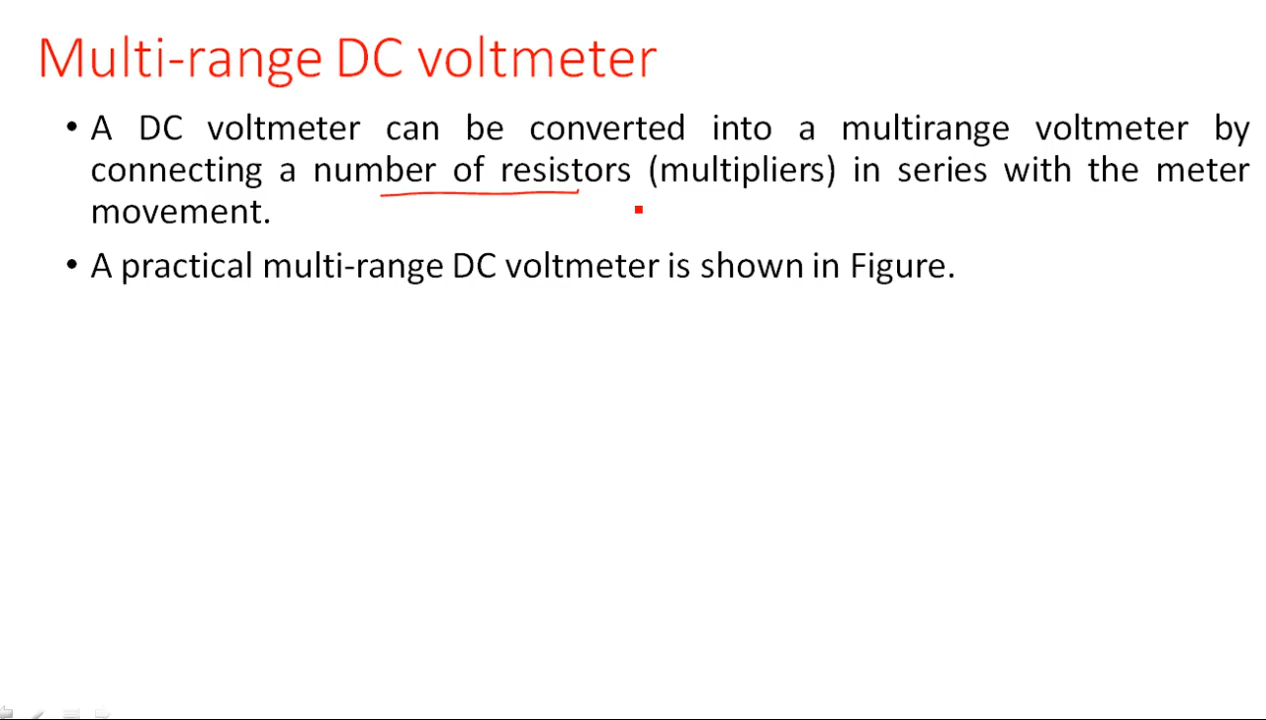 Multi-range DC voltmeter
• A DC voltmeter can be converted into a multirange voltmeter by
connecting a number of resistors (multipliers) in series with the meter
movement.
• A practical multi-range DC voltmeter is shown in Figure.